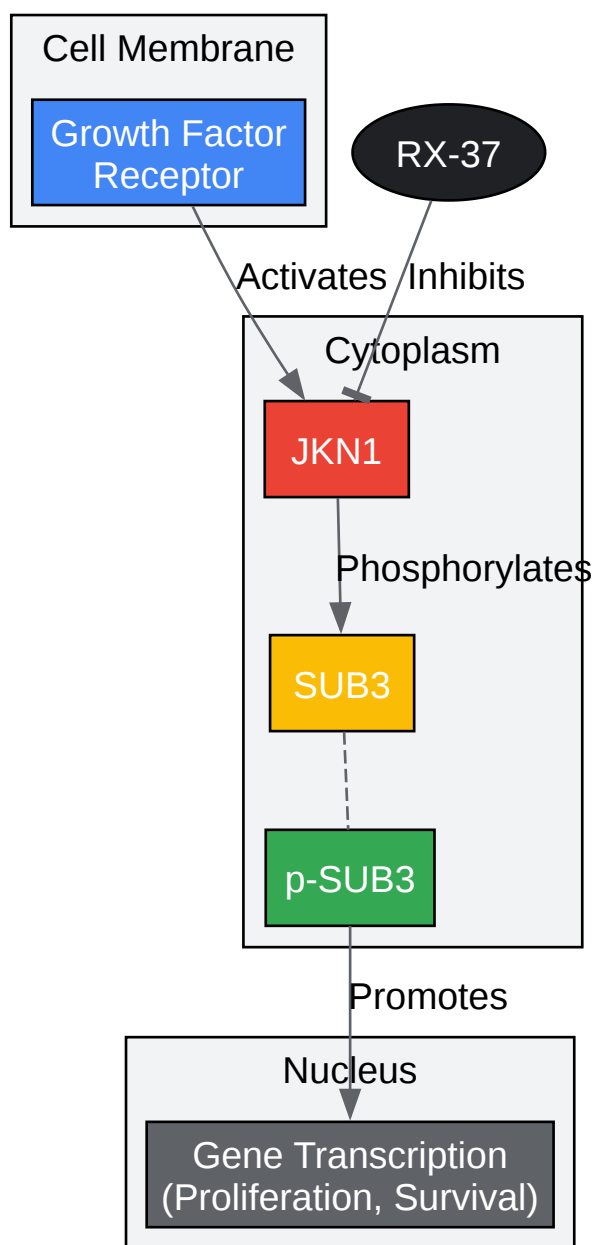 Cell Membrane
Growth Factor
Receptor
RX-37
Activates
Inhibits
Cytoplasm
JKN1
Phosphorylates
SUB3
p-SUB3
Promotes
Nucleus
Gene Transcription
(Proliferation, Survival)